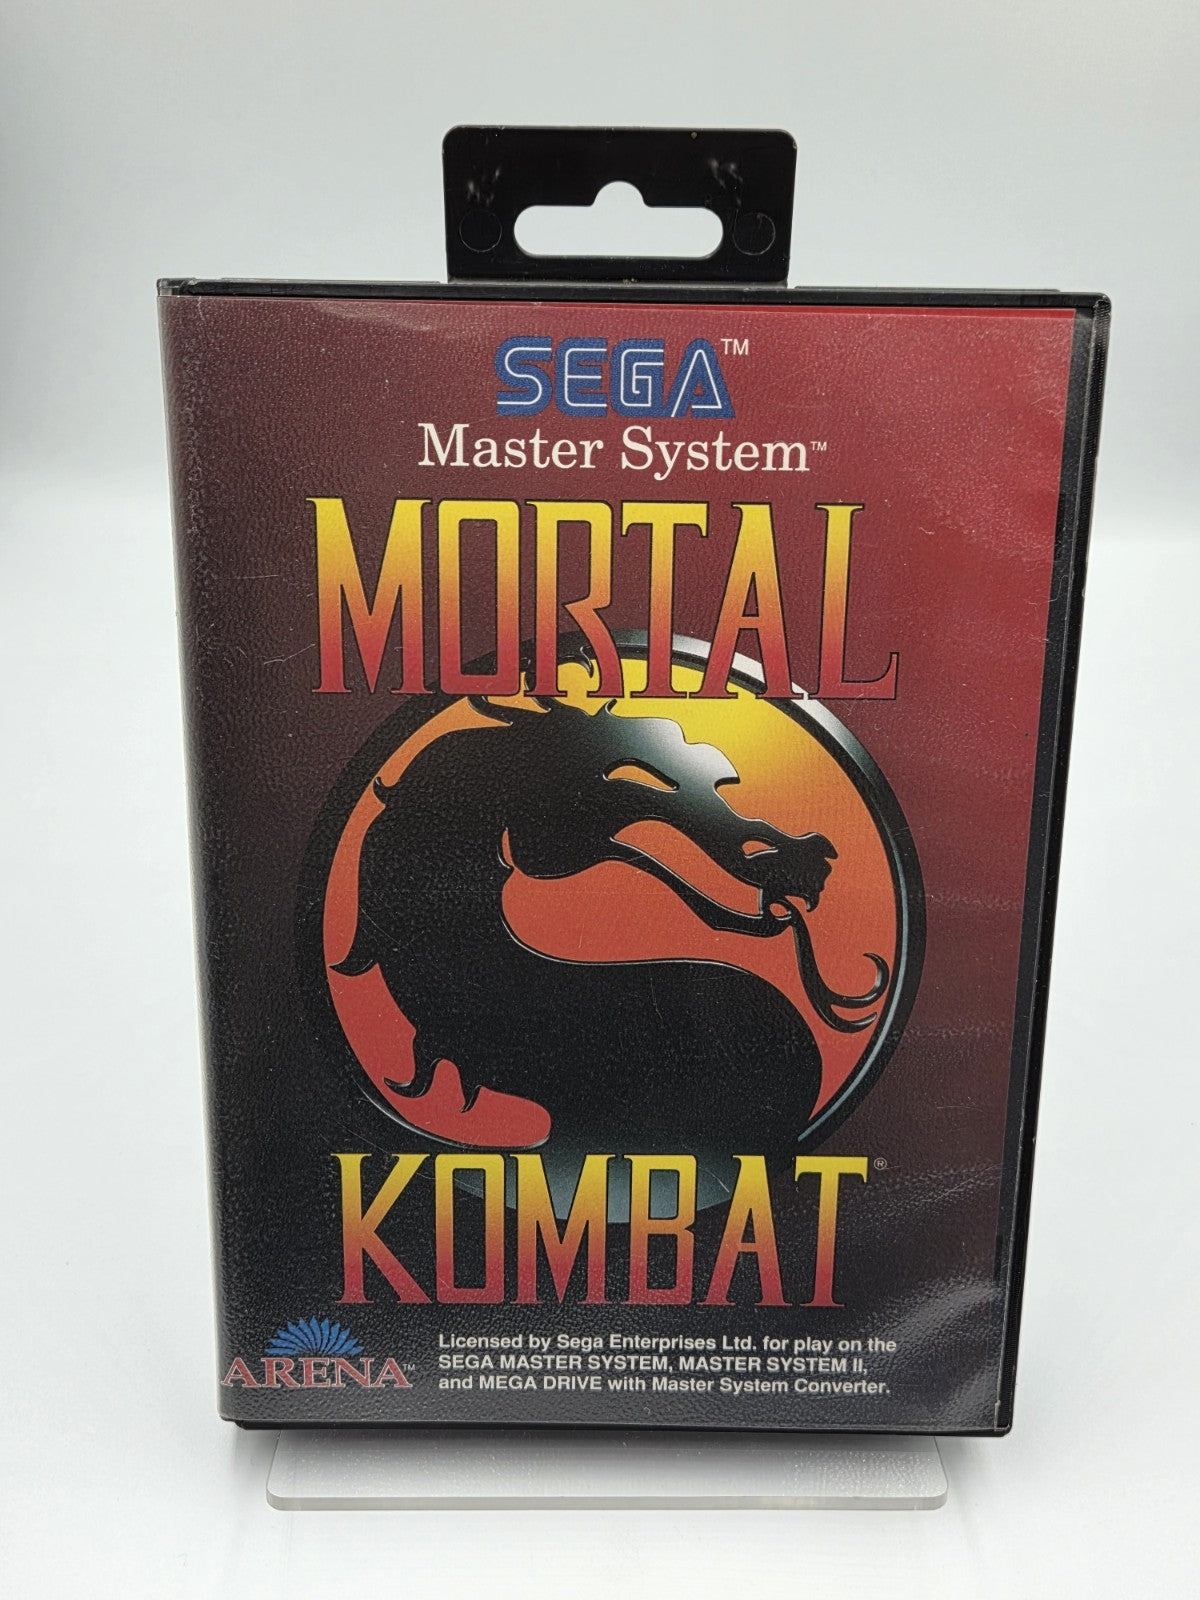 SEGA™
Master System™
MORTAL
KOMBAT®
ARENA™
Licensed by Sega Enterprises Ltd. for play on the
SEGA MASTER SYSTEM, MASTER SYSTEM II,
and MEGA DRIVE with Master System Converter.